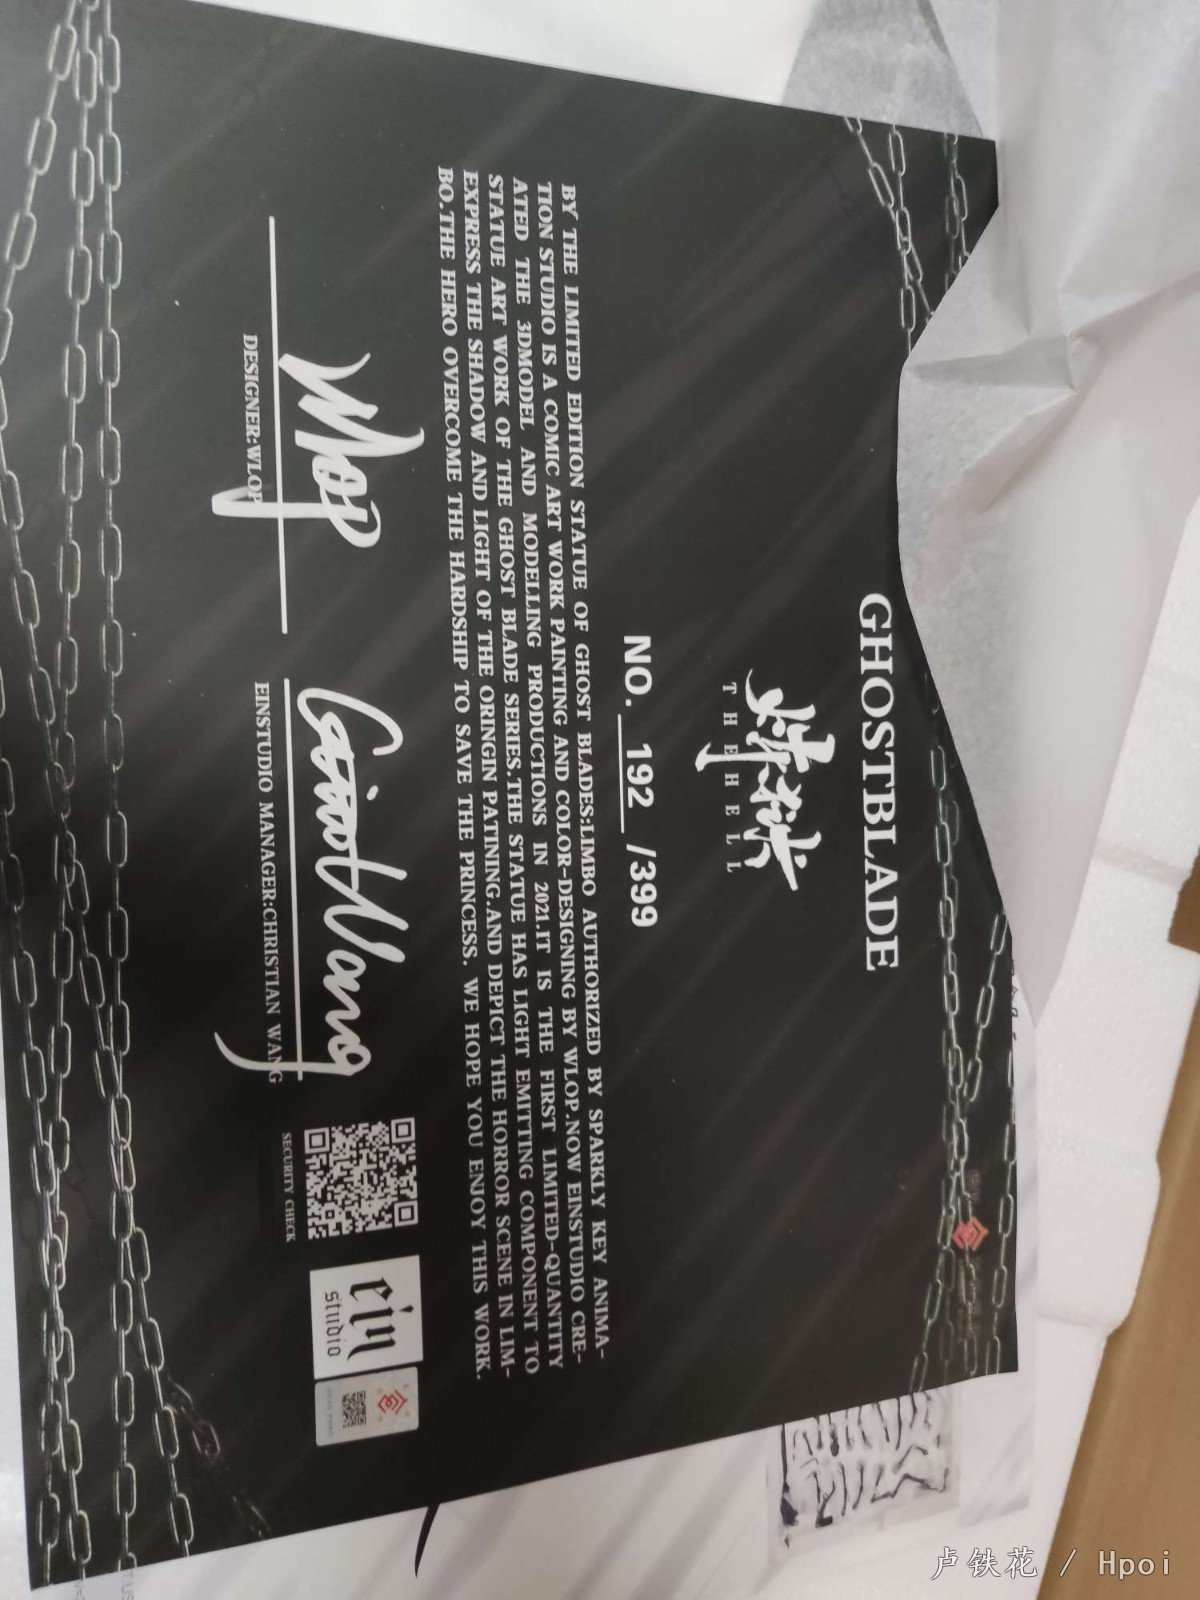 GHOSTBLADE
THE HELL
NO. 192 /399
BY THE LIMITED EDITION STATUE OF GHOST BLADES:LIMBO AUTHORIZED BY SPARKLY KEY ANIMA-
TION STUDIO IS A COMIC ART WORK PAINTING AND COLOR-DESIGNING BY WLOP.NOW EINSTUDIO CRE-
ATED THE 3DMODEL AND MODELLING PRODUCTIONS IN 2021.IT IS THE FIRST LIMITED-QUANTITY
STATUE ART WORK OF THE GHOST BLADE SERIES.THE STATUE HAS LIGHT EMITTING COMPONENT TO
EXPRESS THE SHADOW AND LIGHT OF THE ORINGIN PATINING.AND DEPICT THE HORROR SCENE IN LIM-
BO.THE HERO OVERCOME THE HARDSHIP TO SAVE THE PRINCESS. WE HOPE YOU ENJOY THIS WORK.
Wlop
DESIGNER:WLOP
EINSTUDIO MANAGER:CHRISTIAN WANG
SECURITY CHECK
ein
studio
卢铁花 / Hpoi